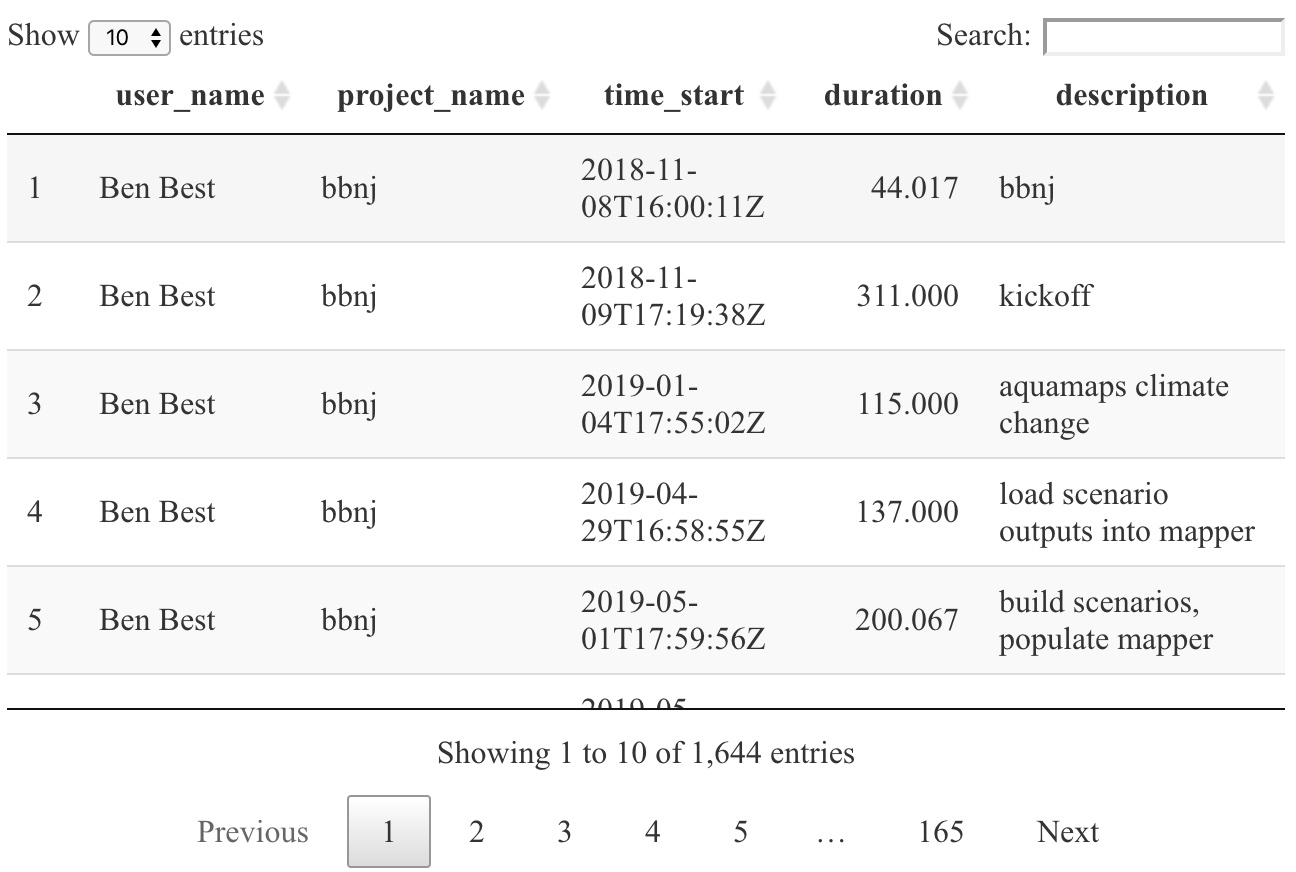 Show 10 entries Search:
user_name project_name time_start duration description
1 Ben Best bbnj 2018-11-
08T16:00:11Z 44.017 bbnj
2 Ben Best bbnj 2018-11-
09T17:19:38Z 311.000 kickoff
3 Ben Best bbnj 2019-01-
04T17:55:02Z 115.000 aquamaps climate
change
4 Ben Best bbnj 2019-04-
29T16:58:55Z 137.000 load scenario
outputs into mapper
5 Ben Best bbnj 2019-05-
01T17:59:56Z 200.067 build scenarios,
populate mapper
2019-05-
Showing 1 to 10 of 1,644 entries
Previous 1 2 3 4 5 … 165 Next